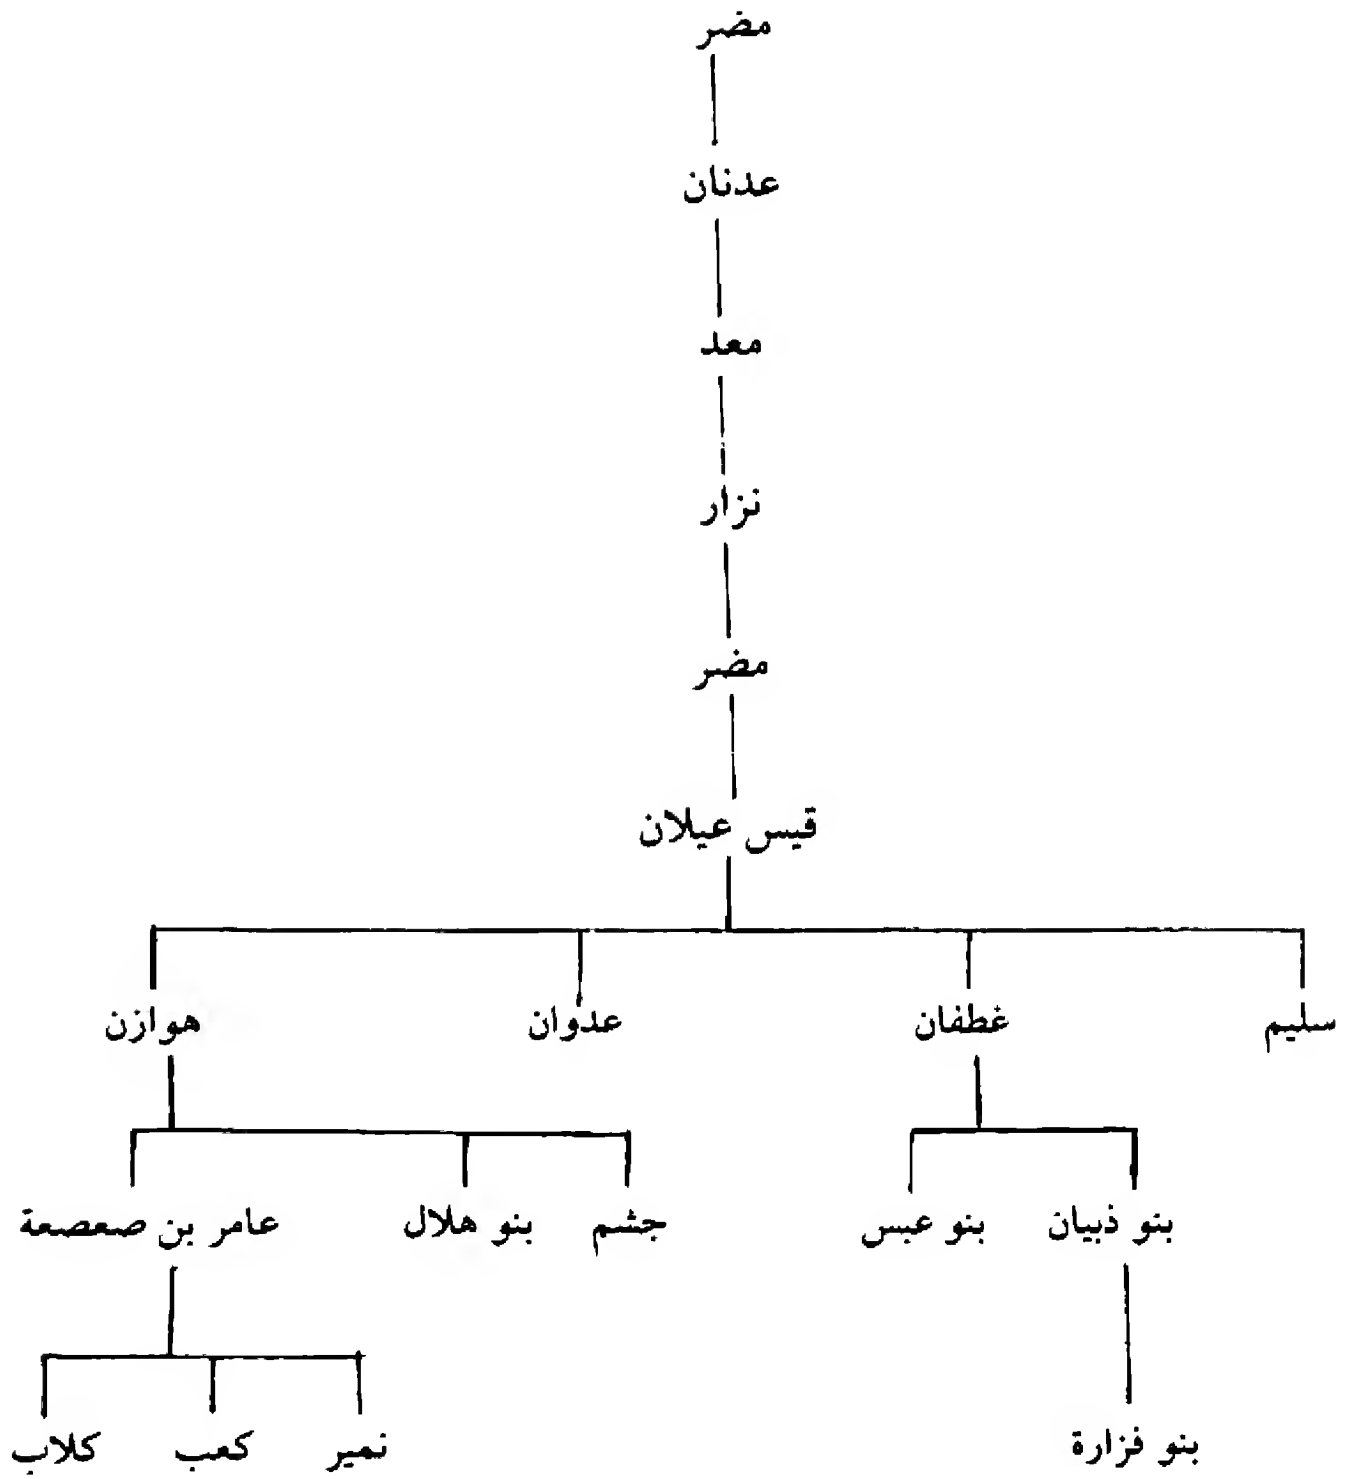 مضر
عدنان
معد
نزار
مضر
قيس عيلان
سليم غطفان عدوان هوازن
بنو ذبيان بنو عبس جشم بنو هلال عامر بن صعصعة
بنو فزارة نمير كعب كلاب